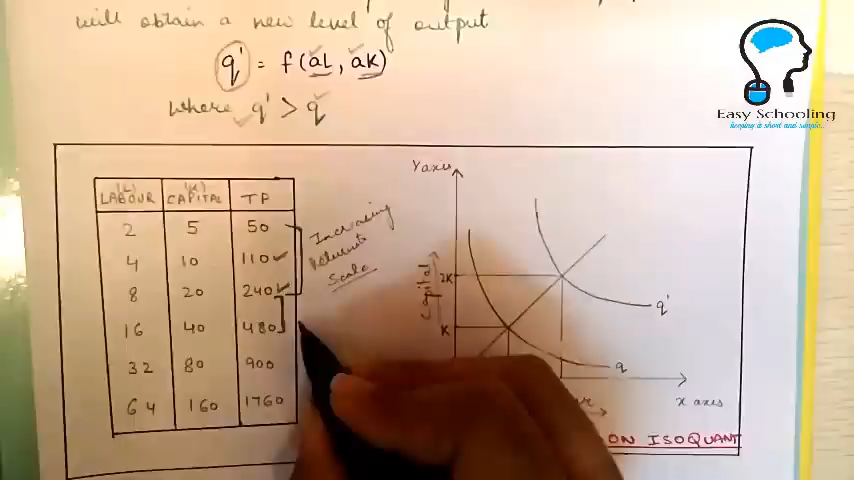 will obtain a new level of output
q' = f(aL, aK)
where q' > q
Easy Schooling
keeping it short and simple...
(L) (K)
LABOUR CAPITAL TP
2 5 50
4 10 110
8 20 240
16 40 480
32 80 900
64 160 1760
Increasing
Returns
Scale
Y axis
Capital
2K
K
q'
q
x axes
ON ISOQUANT